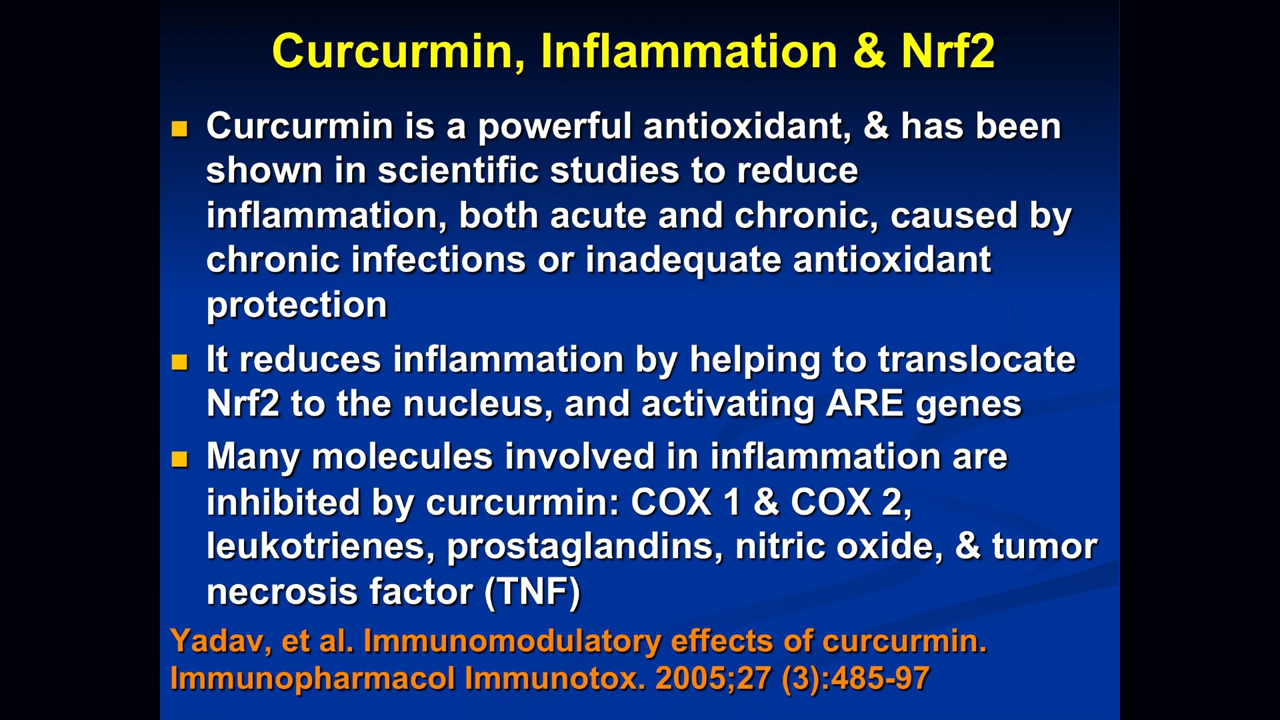 Curcurmin, Inflammation & Nrf2
Curcurmin is a powerful antioxidant, & has been
shown in scientific studies to reduce
inflammation, both acute and chronic, caused by
chronic infections or inadequate antioxidant
protection
It reduces inflammation by helping to translocate
Nrf2 to the nucleus, and activating ARE genes
Many molecules involved in inflammation are
inhibited by curcurmin: COX 1 & COX 2,
leukotrienes, prostaglandins, nitric oxide, & tumor
necrosis factor (TNF)
Yadav, et al. Immunomodulatory effects of curcurmin.
Immunopharmacol Immunotox. 2005;27 (3):485-97